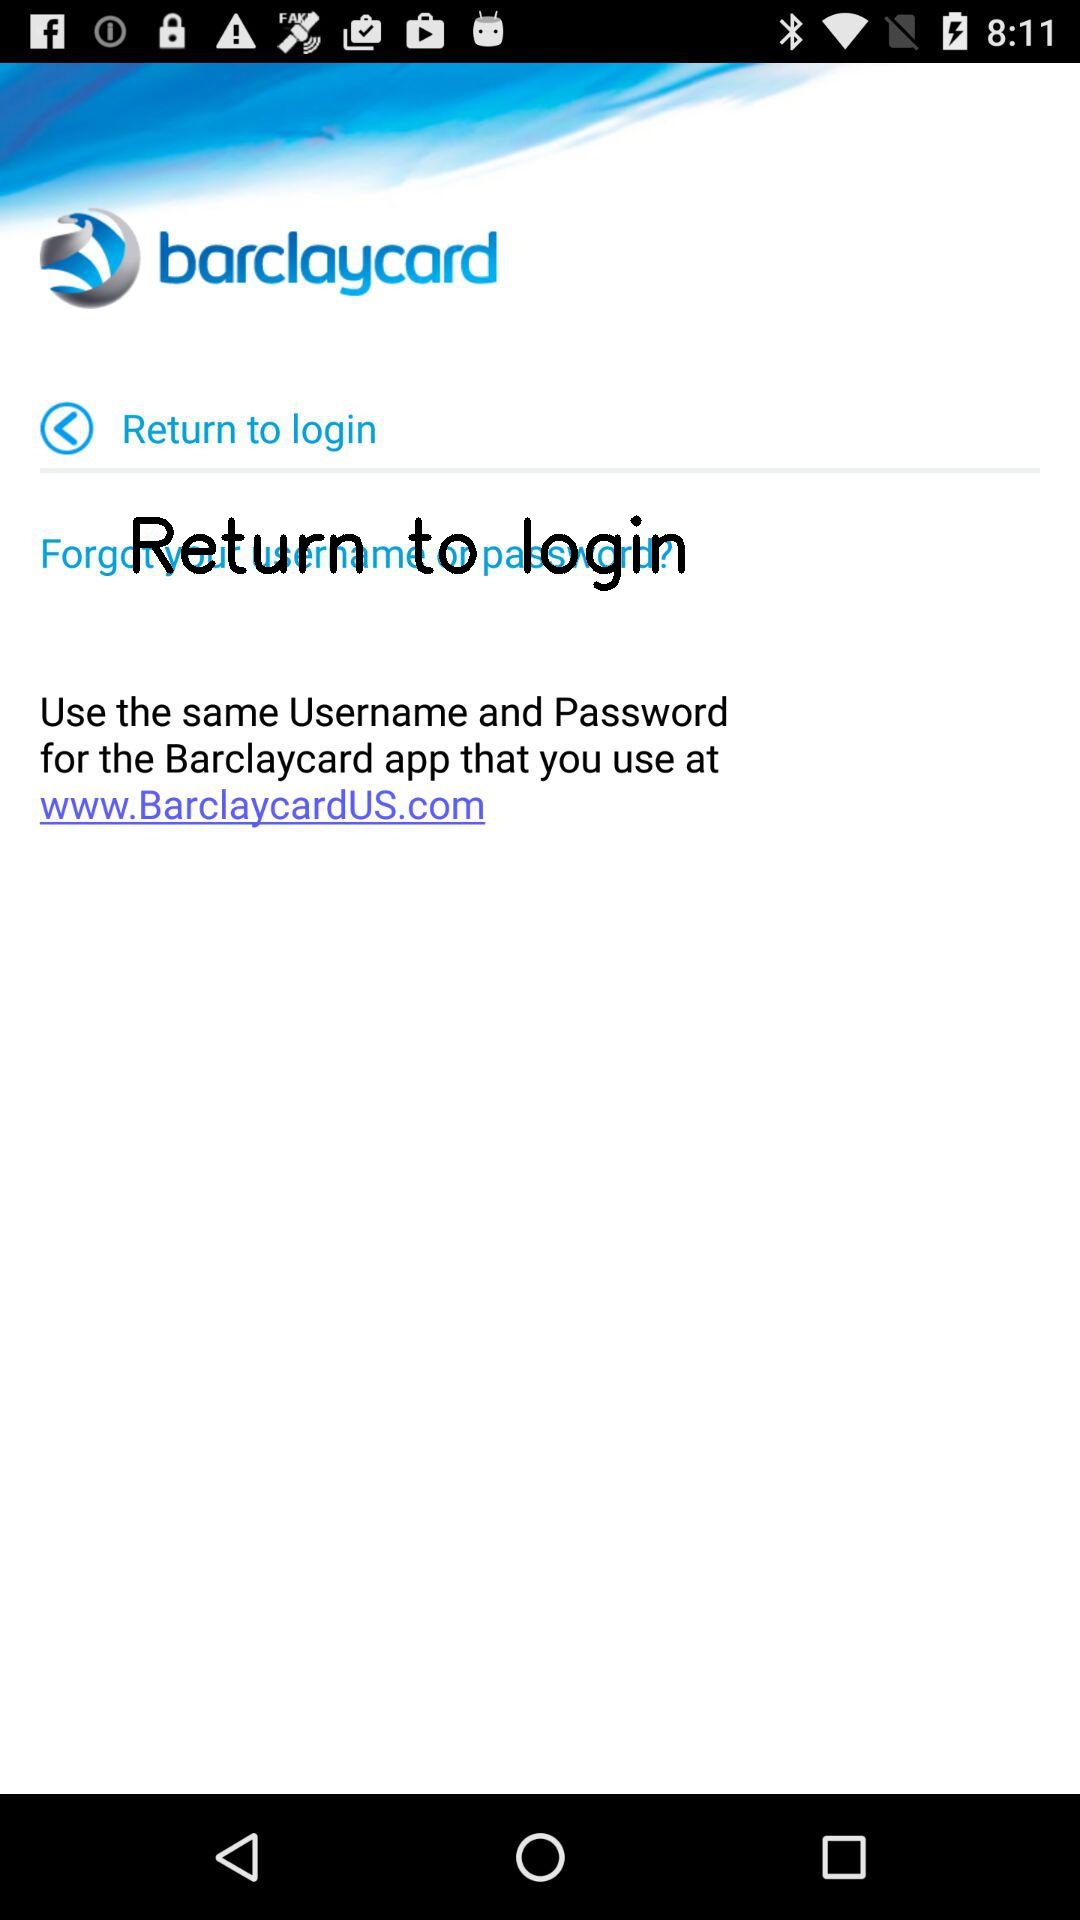 FAKE
8:11
barclaycard
Return to login
Forgot your username or password?
Return to login
Use the same Username and Password
for the Barclaycard app that you use at
www.BarclaycardUS.com